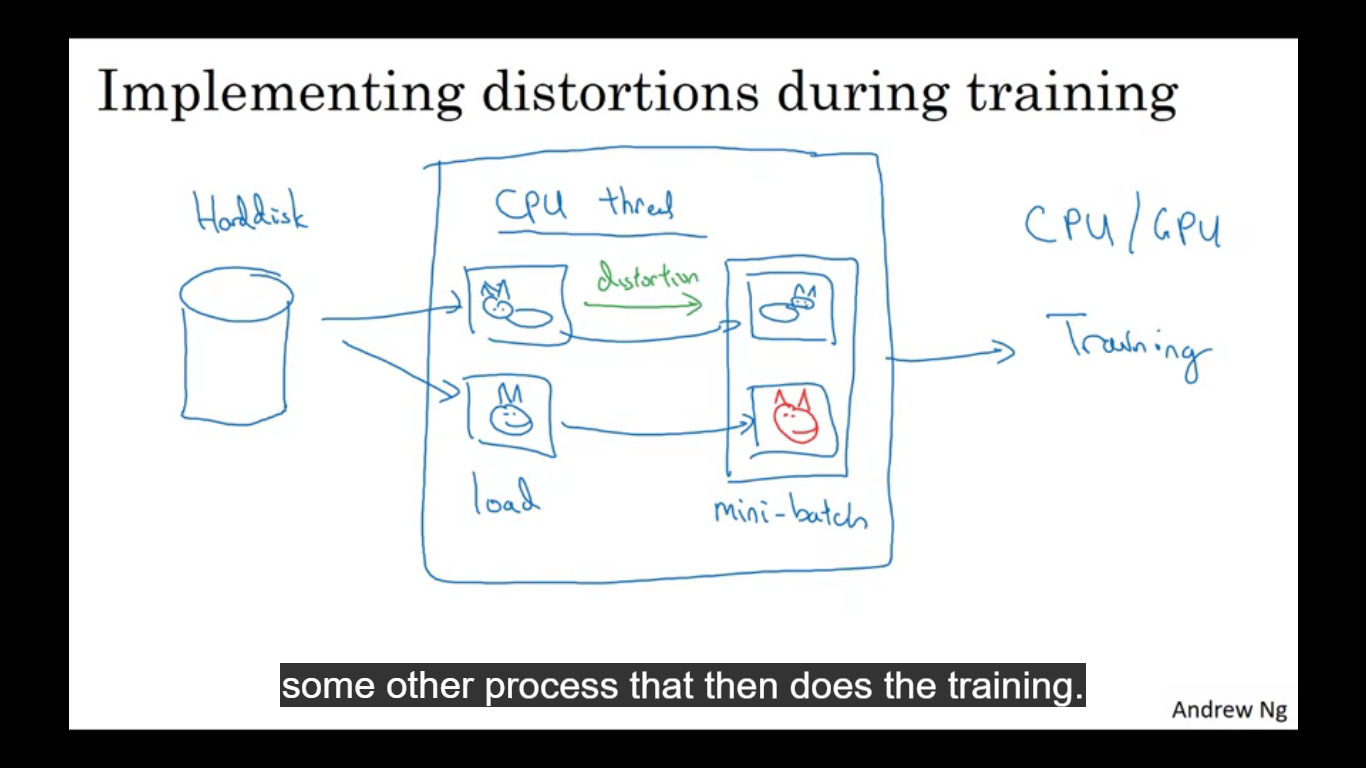 Implementing distortions during training
Harddisk
CPU thread
CPU/GPU
distortion
Training
load
mini-batch
some other process that then does the training.
Andrew Ng